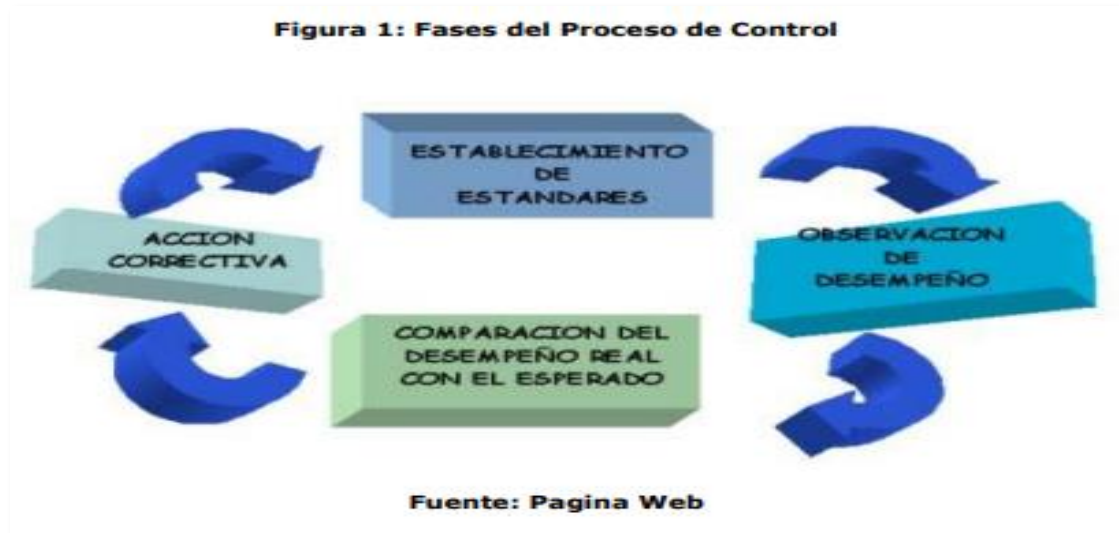 Figura 1: Fases del Proceso de Control
ESTABLECIMIENTO
DE
ESTANDARES
ACCION
CORRECTIVA
OBSERVACION
DE
DESEMPEÑO
COMPARACION DEL
DESEMPEÑO REAL
CON EL ESPERADO
Fuente: Pagina Web